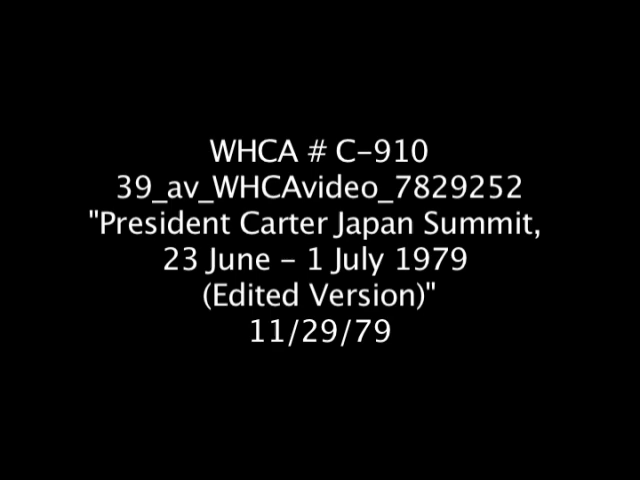 WHCA # C-910
39_av_WHCAvideo_7829252
"President Carter Japan Summit,
23 June – 1 July 1979
(Edited Version)"
11/29/79